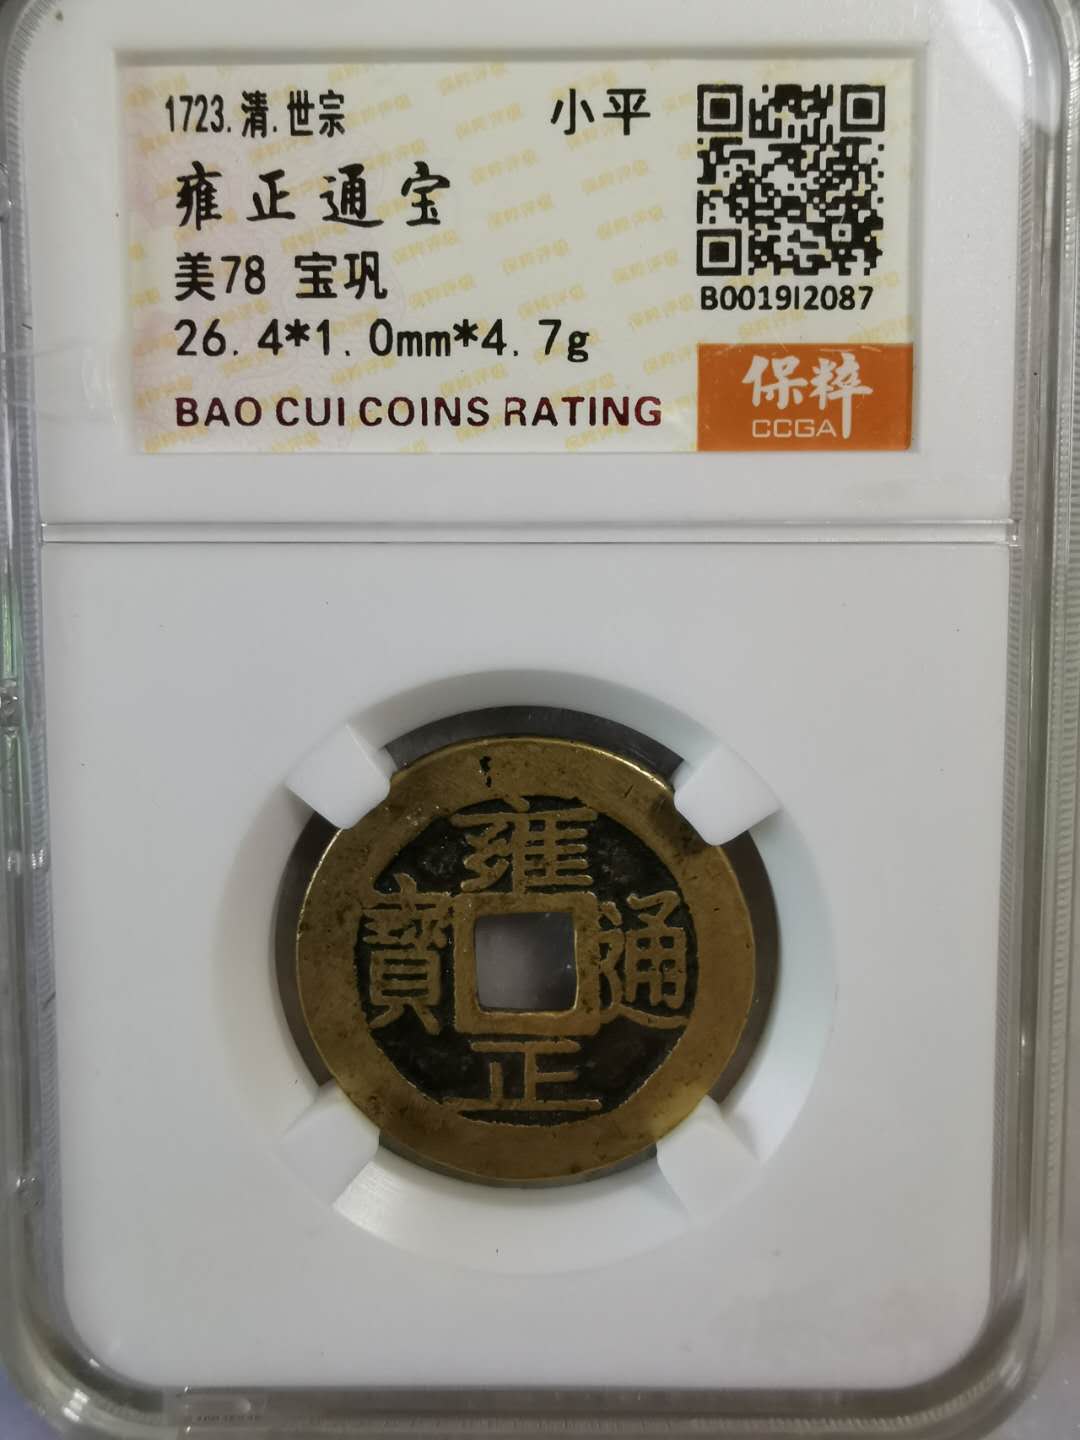 1723.清.世宗 小平
雍正通宝
美78 宝巩
26.4*1.0mm*4.7g
BAO CUI COINS RATING
B0019I2087
保粹
CCGA
雍正通寶